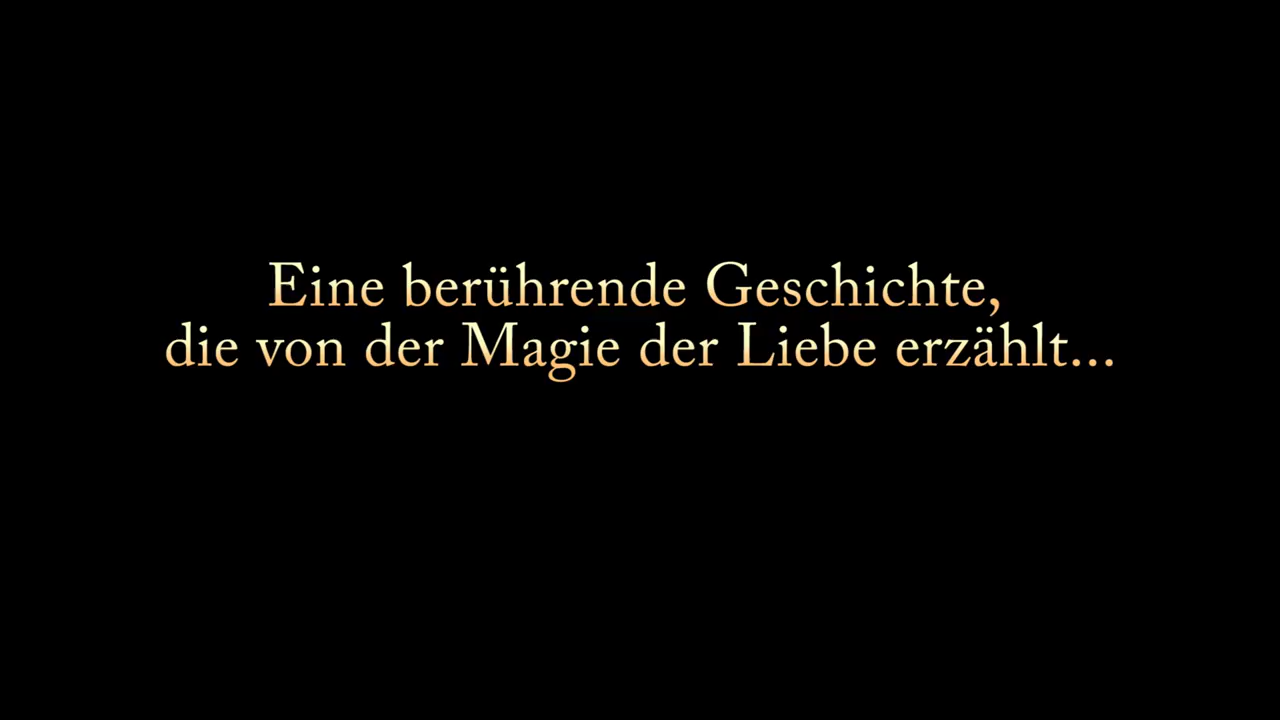 Eine berührende Geschichte,
die von der Magie der Liebe erzählt...